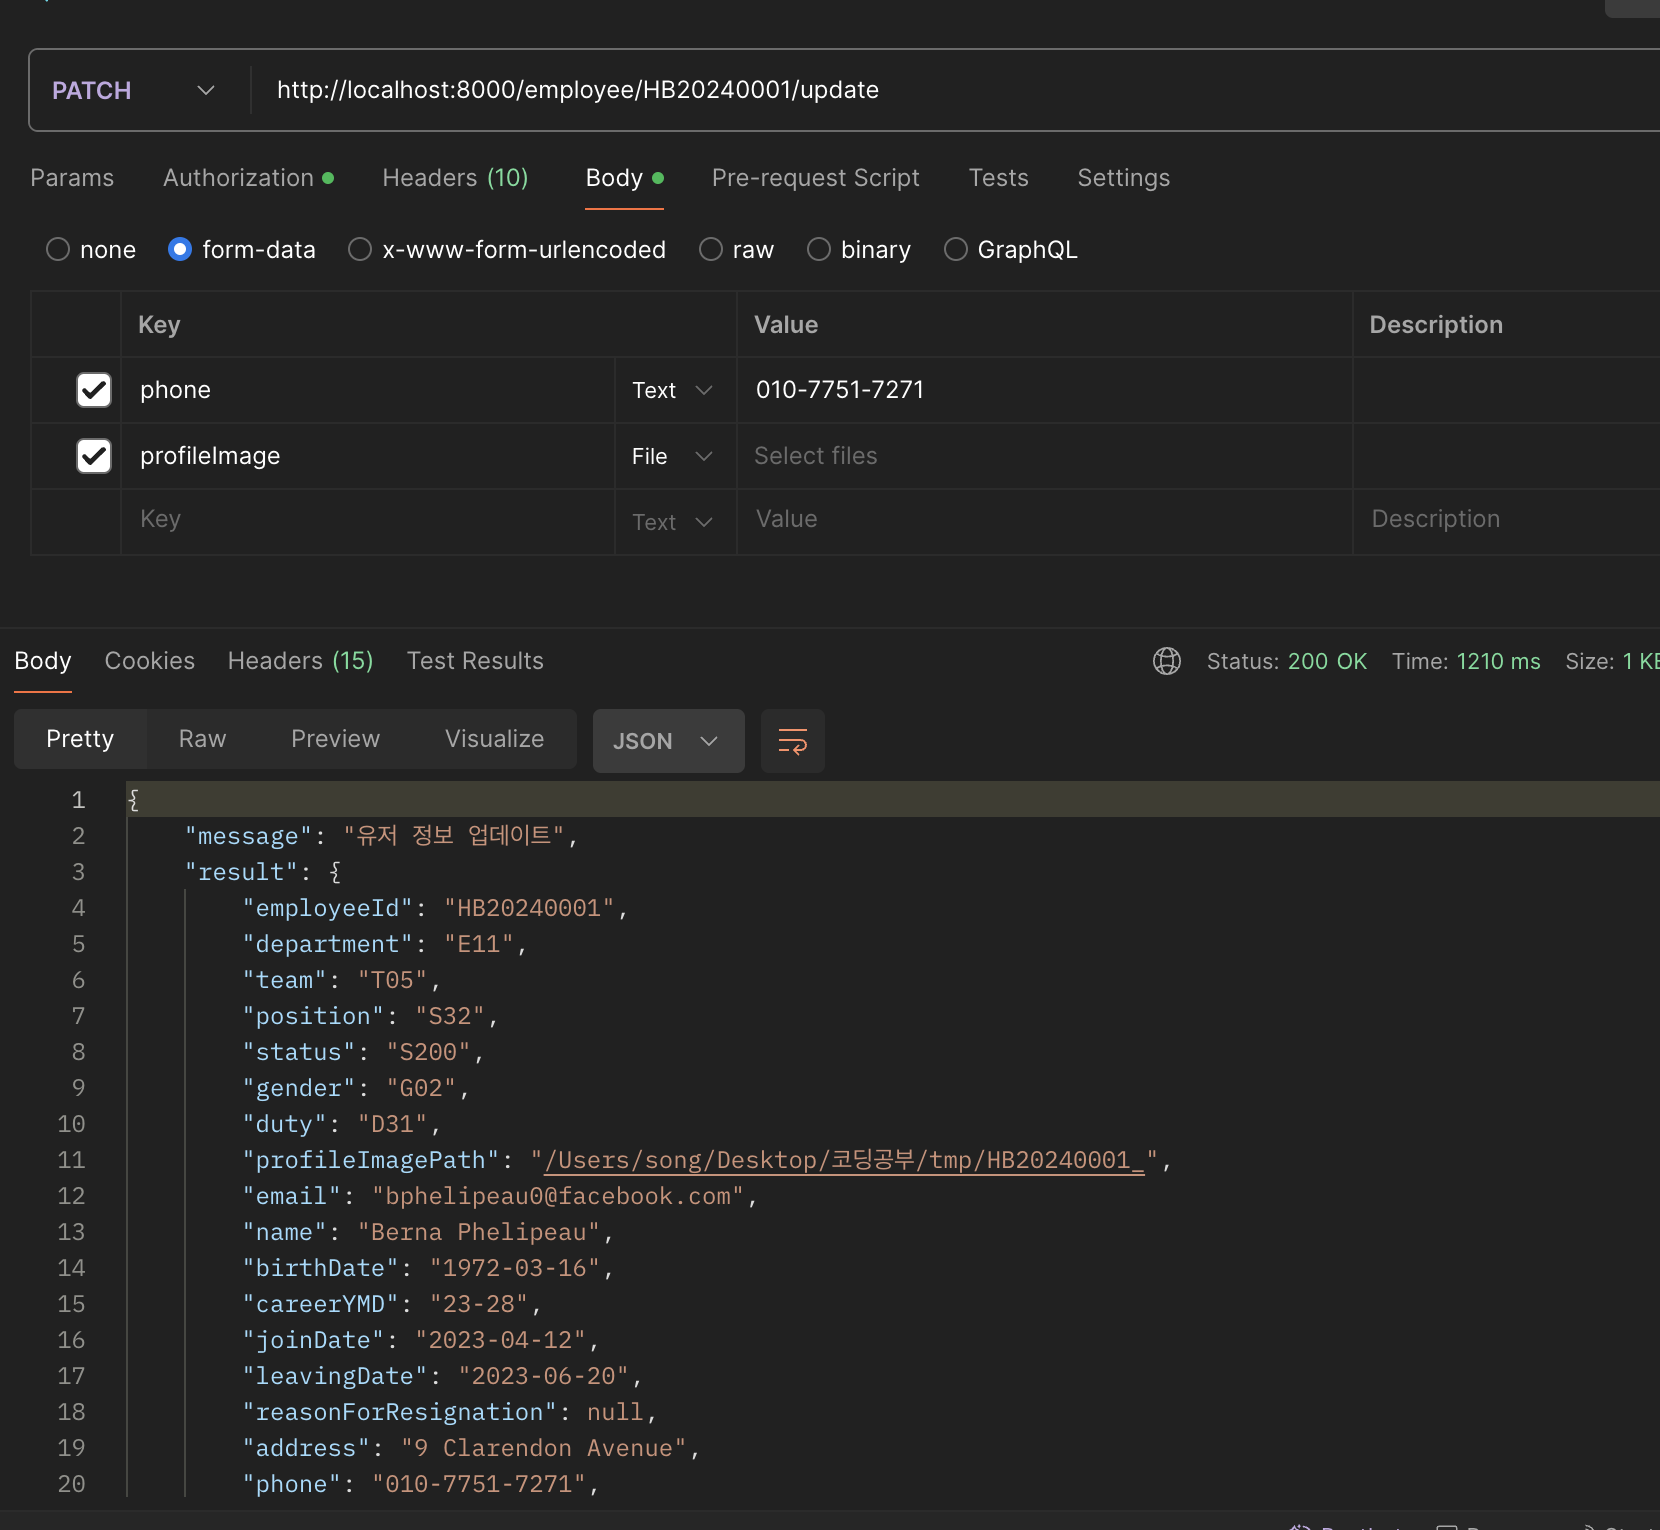 PATCH http://localhost:8000/employee/HB20240001/update
Params Authorization Headers (10) Body Pre-request Script Tests Settings
none form-data x-www-form-urlencoded raw binary GraphQL
Key Value Description
phone Text 010-7751-7271
profileImage File Select files
Key Text Value Description
Body Cookies Headers (15) Test Results Status: 200 OK Time: 1210 ms Size: 1 KB
Pretty Raw Preview Visualize JSON
1 {
2 "message": "유저 정보 업데이트",
3 "result": {
4 "employeeId": "HB20240001",
5 "department": "E11",
6 "team": "T05",
7 "position": "S32",
8 "status": "S200",
9 "gender": "G02",
10 "duty": "D31",
11 "profileImagePath": "/Users/song/Desktop/코딩공부/tmp/HB20240001_",
12 "email": "bphelipeau0@facebook.com",
13 "name": "Berna Phelipeau",
14 "birthDate": "1972-03-16",
15 "careerYMD": "23-28",
16 "joinDate": "2023-04-12",
17 "leavingDate": "2023-06-20",
18 "reasonForResignation": null,
19 "address": "9 Clarendon Avenue",
20 "phone": "010-7751-7271",